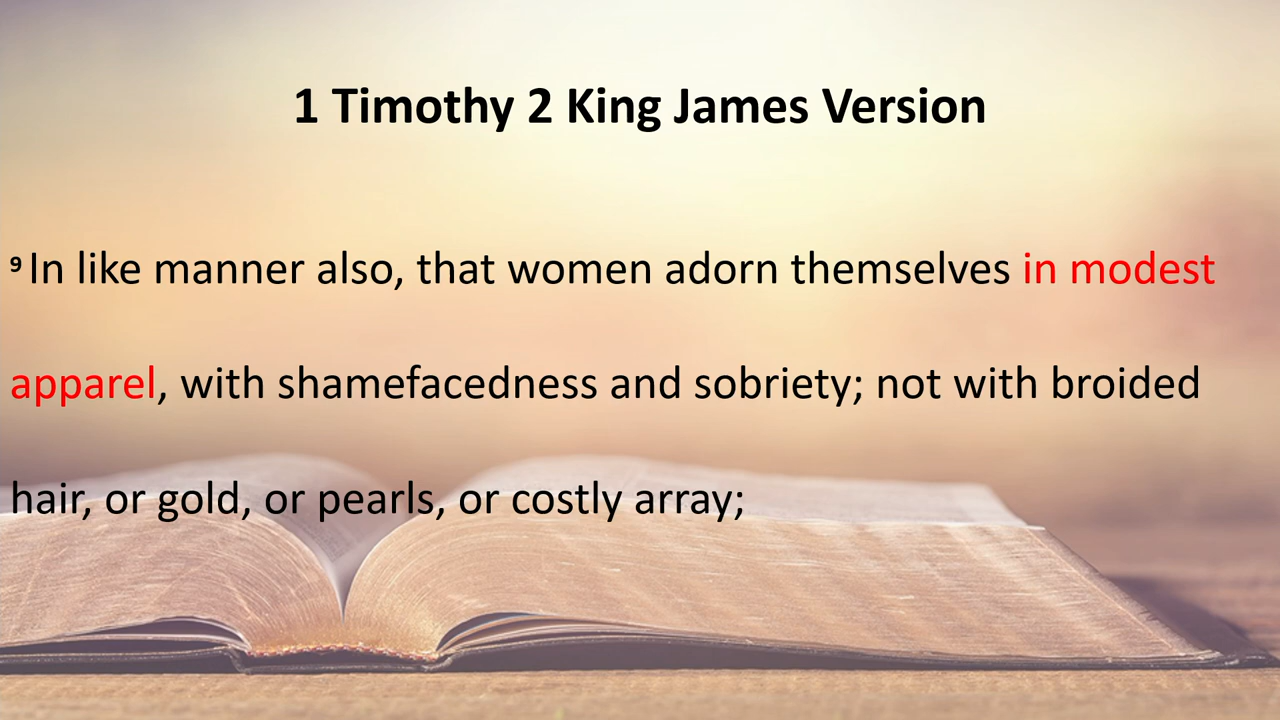 1 Timothy 2 King James Version
9 In like manner also, that women adorn themselves in modest
apparel, with shamefacedness and sobriety; not with broided
hair, or gold, or pearls, or costly array;